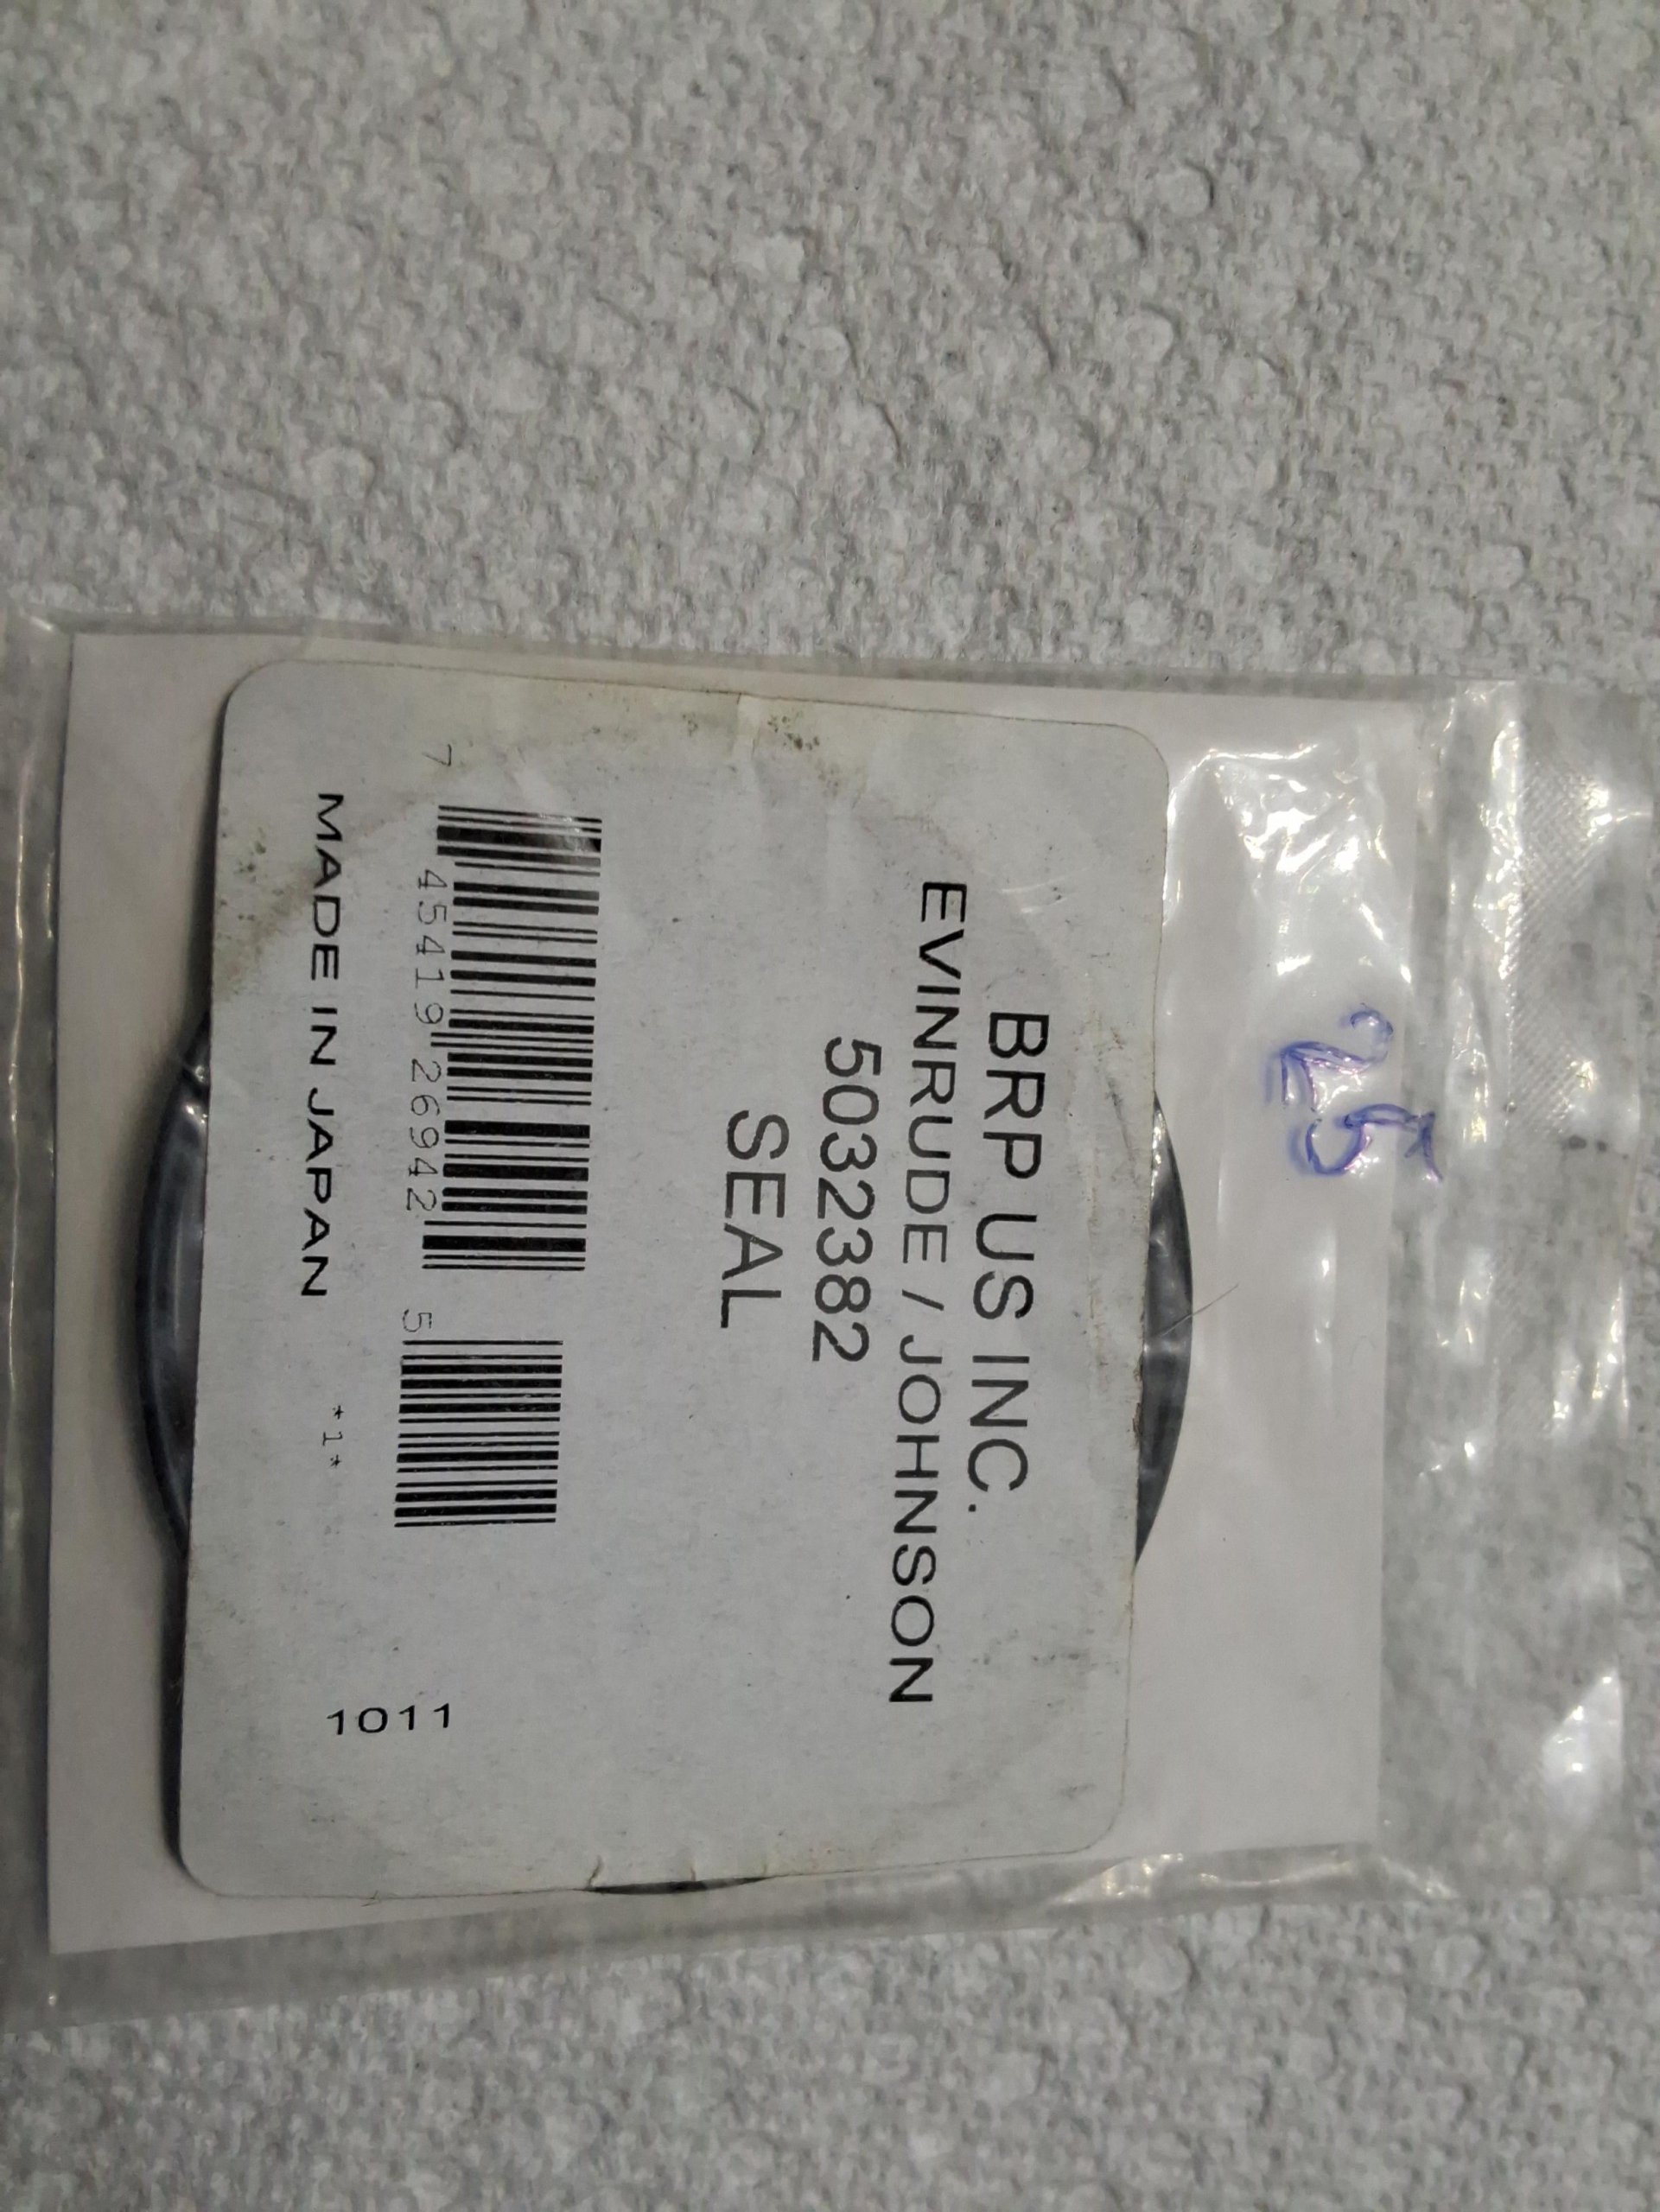 25
BRP US INC.
EVINRUDE / JOHNSON
5032382
SEAL
7 45419 26942 5
MADE IN JAPAN *1*
1011